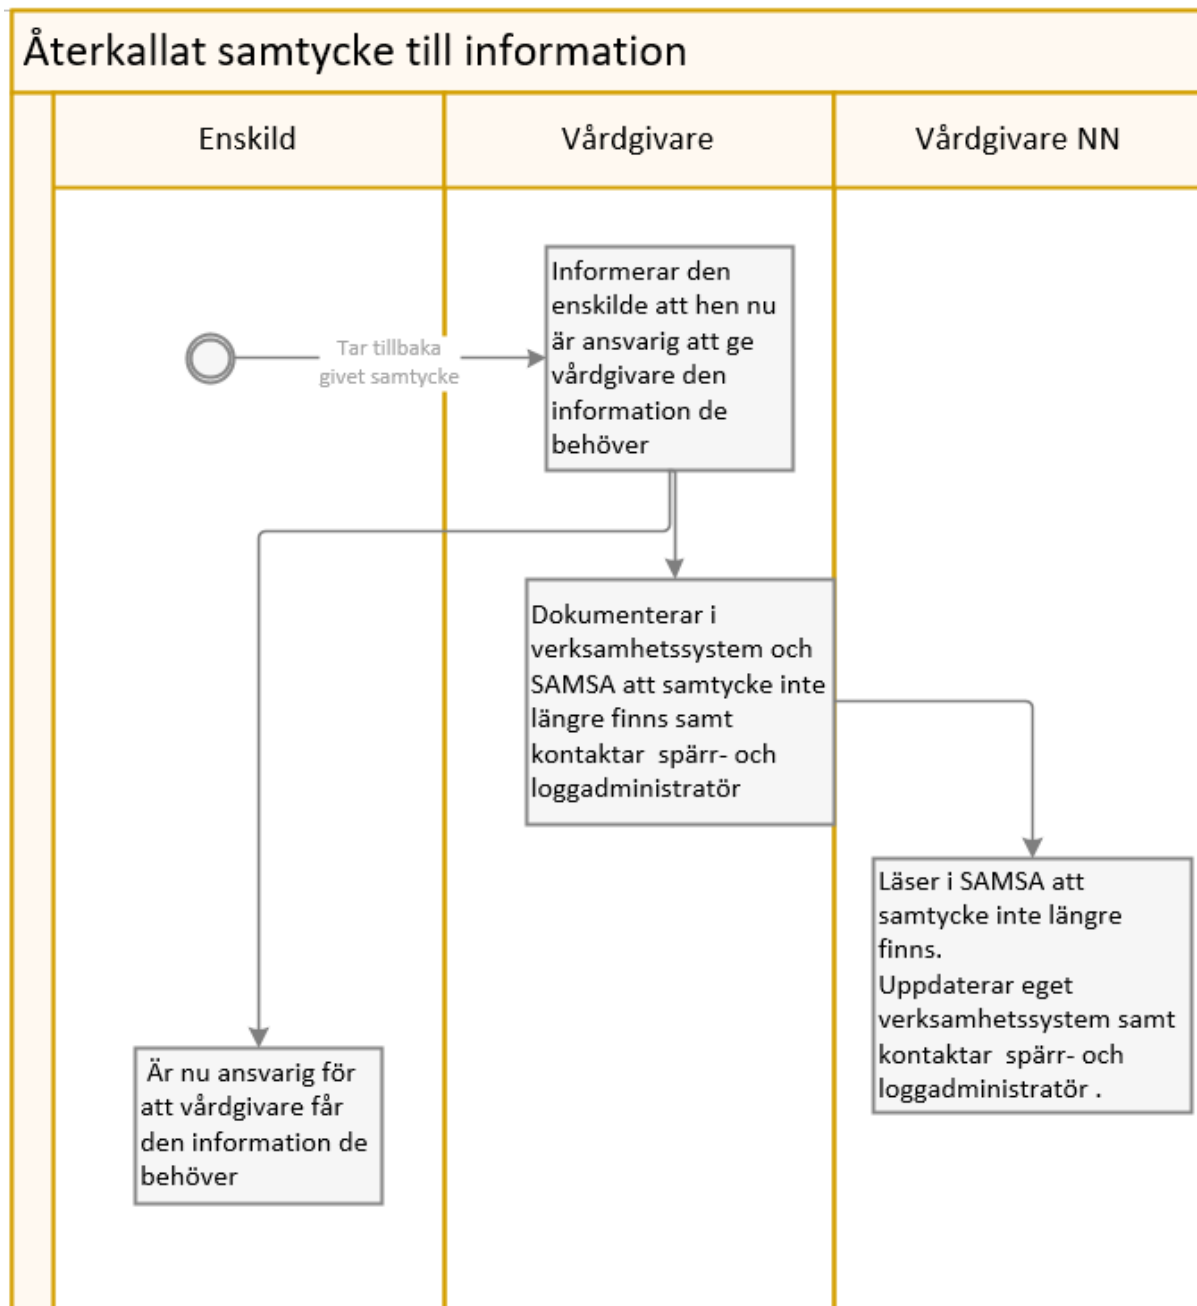 Återkallat samtycke till information
Enskild
Vårdgivare
Vårdgivare NN
Informerar den
enskilde att hen nu
är ansvarig att ge
vårdgivare den
information de
behöver
Tar tillbaka
givet samtycke
Dokumenterar i
verksamhetssystem och
SAMSA att samtycke inte
längre finns samt
kontaktar  spärr- och
loggadministratör
Läser i SAMSA att
samtycke inte längre
finns.
Uppdaterar eget
verksamhetssystem samt
kontaktar  spärr- och
loggadministratör .
Är nu ansvarig för
att vårdgivare får
den information de
behöver